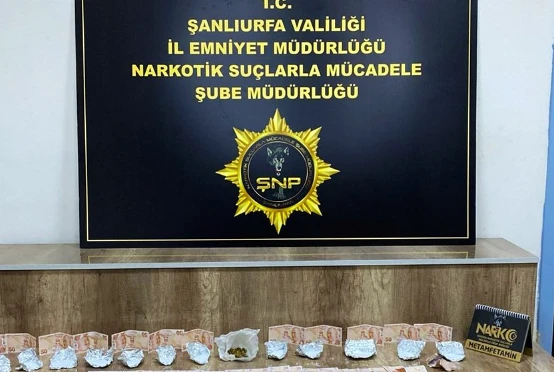 T.C.
ŞANLIURFA VALİLİĞİ
İL EMNİYET MÜDÜRLÜĞÜ
NARKOTİK SUÇLARLA MÜCADELE
ŞUBE MÜDÜRLÜĞÜ
ŞNP
NARKO
METAMFETAMİN